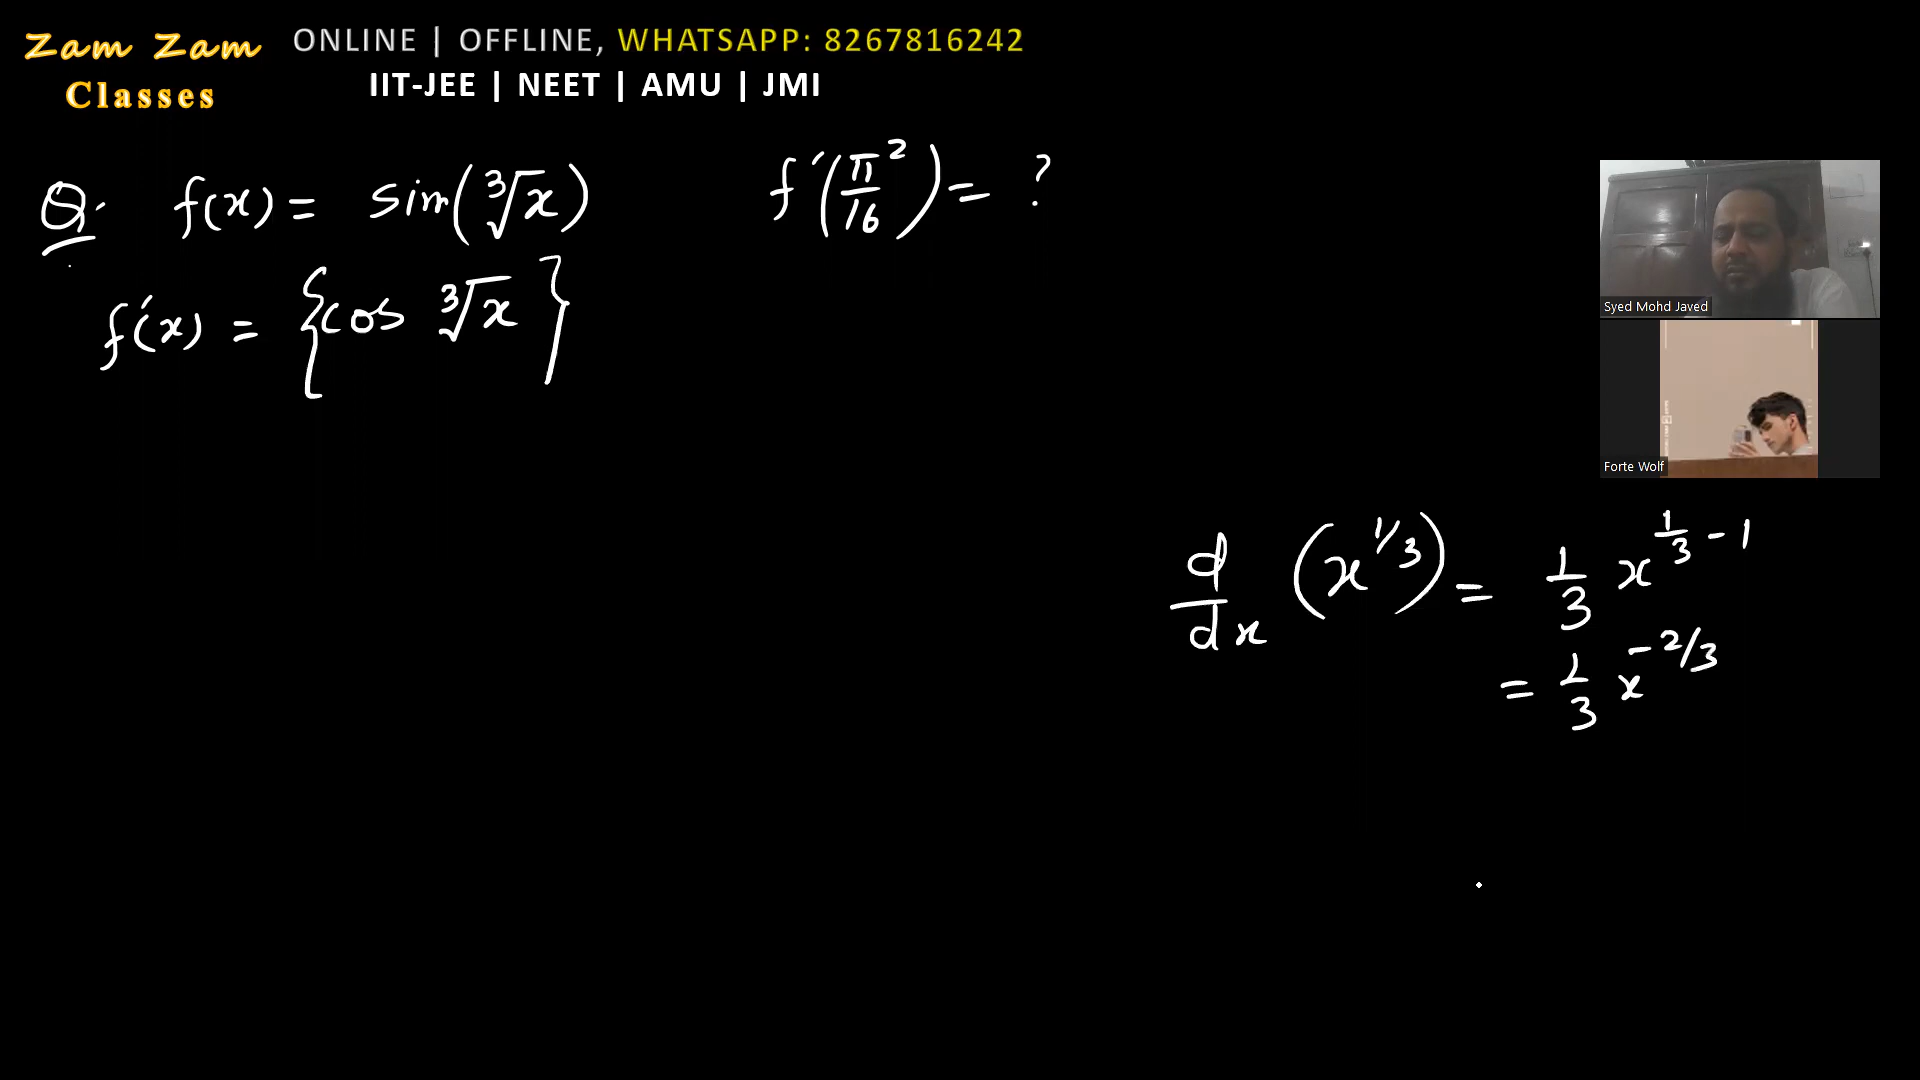 Zam Zam
Classes
ONLINE | OFFLINE, WHATSAPP: 8267816242
IIT-JEE | NEET | AMU | JMI
Q. f(x) = sin(∛x) f'(π²/16) = ?
f'(x) = {cos ∛x}
Syed Mohd Javed
Forte Wolf
d/dx (x^1/3) = 1/3 x^(1/3 - 1)
= 1/3 x^-2/3